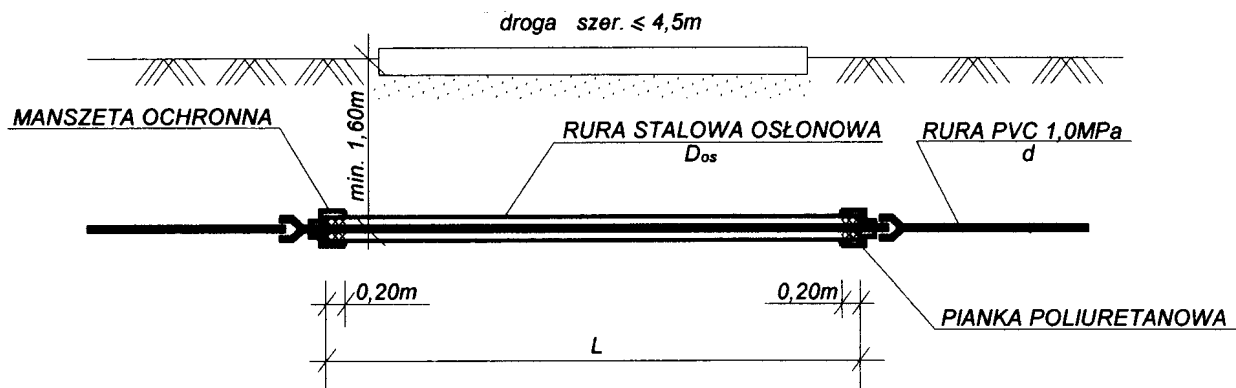 droga szer. ≤ 4,5m
MANSZETA OCHRONNA
min. 1,60m
RURA STALOWA OSŁONOWA
Dos
RURA PVC 1,0MPa
d
0,20m
0,20m
PIANKA POLIURETANOWA
L